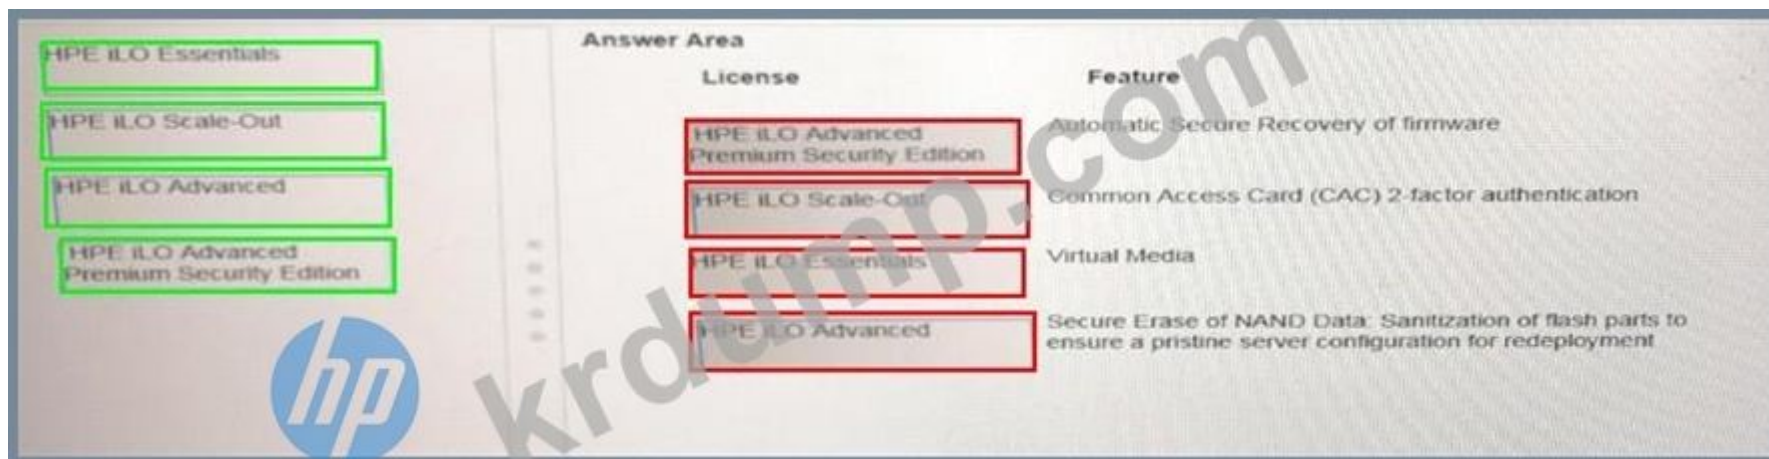 HPE iLO Essentials
HPE iLO Scale-Out
HPE iLO Advanced
HPE iLO Advanced
Premium Security Edition
Answer Area
License
Feature
HPE iLO Advanced
Premium Security Edition
Automatic Secure Recovery of firmware
HPE iLO Scale-Out
Common Access Card (CAC) 2-factor authentication
HPE iLO Essentials
Virtual Media
HPE iLO Advanced
Secure Erase of NAND Data: Sanitization of flash parts to
ensure a pristine server configuration for redeployment
hp
krdump.com